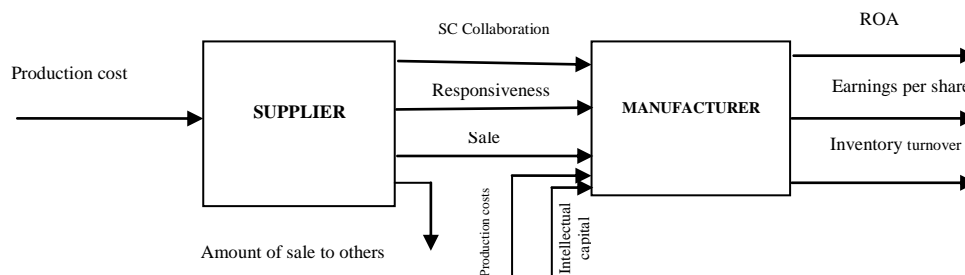 ROA
SC Collaboration
Production cost
Responsiveness
Earnings per share
SUPPLIER
MANUFACTURER
Sale
Inventory turnover
Production costs
Intellectual
capital
Amount of sale to others